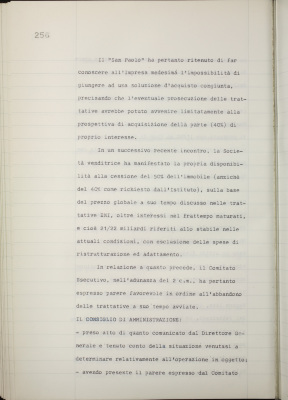 256
Il "San Paolo" ha pertanto ritenuto di far
conoscere all'Impresa medesima l'impossibilità di
giungere ad una soluzione d'acquisto congiunta,
precisando che l'eventuale prosecuzione delle trat-
tative avrebbe potuto avvenire limitatamente alla
prospettiva di acquisizione della parte (40%) di
proprio interesse.
In un successivo recente incontro, la Socie-
tà venditrice ha manifestato la propria disponibi-
lità alla cessione del 50% dell'immobile (anziché
del 40% come richiesto dall'Istituto), sulla base
del prezzo globale a suo tempo discusso nelle trat-
tative ENI, oltre interessi nel frattempo maturati,
e cioè 21/22 miliardi riferiti allo stabile nelle
attuali condizioni, con esclusione delle spese di
ristrutturazione ed adattamento.
In relazione a quanto precede, il Comitato
Esecutivo, nell'adunanza del 2 c.m., ha pertanto
espresso parere favorevole in ordine all'abbandono
delle trattative a suo tempo avviate.
IL CONSIGLIO DI AMMINISTRAZIONE:
- preso atto di quanto comunicato dal Direttore Ge-
nerale e tenuto conto della situazione venutasi a
determinare relativamente all'operazione in oggetto;
- avendo presente il parere espresso dal Comitato